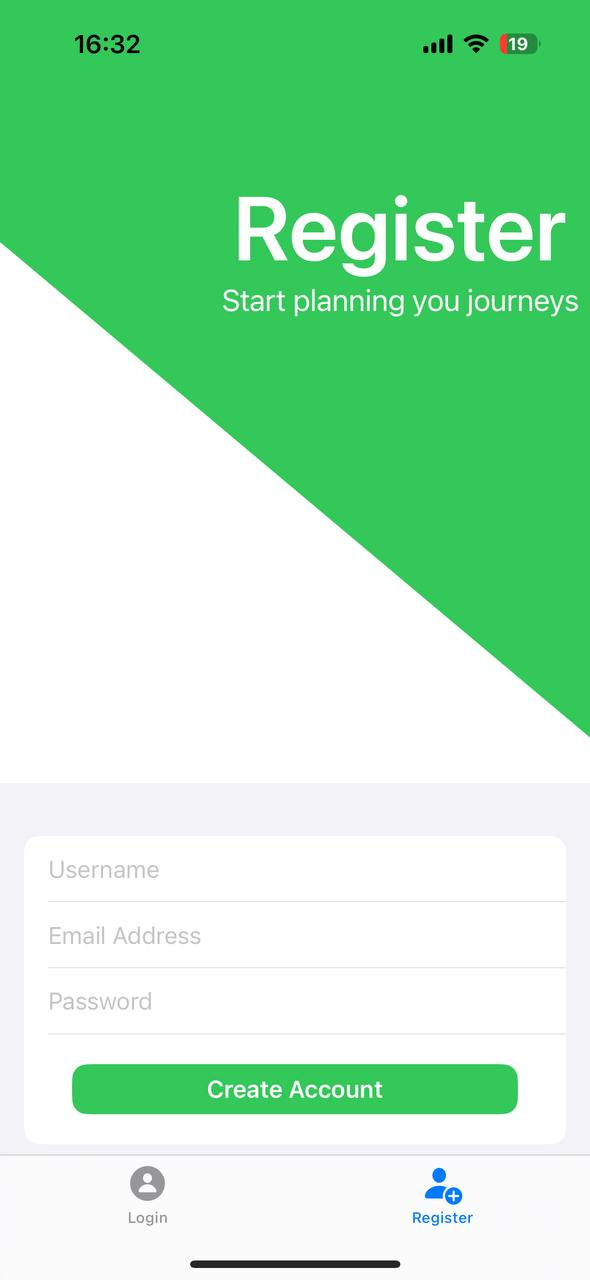 16:32
19
Register
Start planning you journeys
Username
Email Address
Password
Create Account
Login
Register